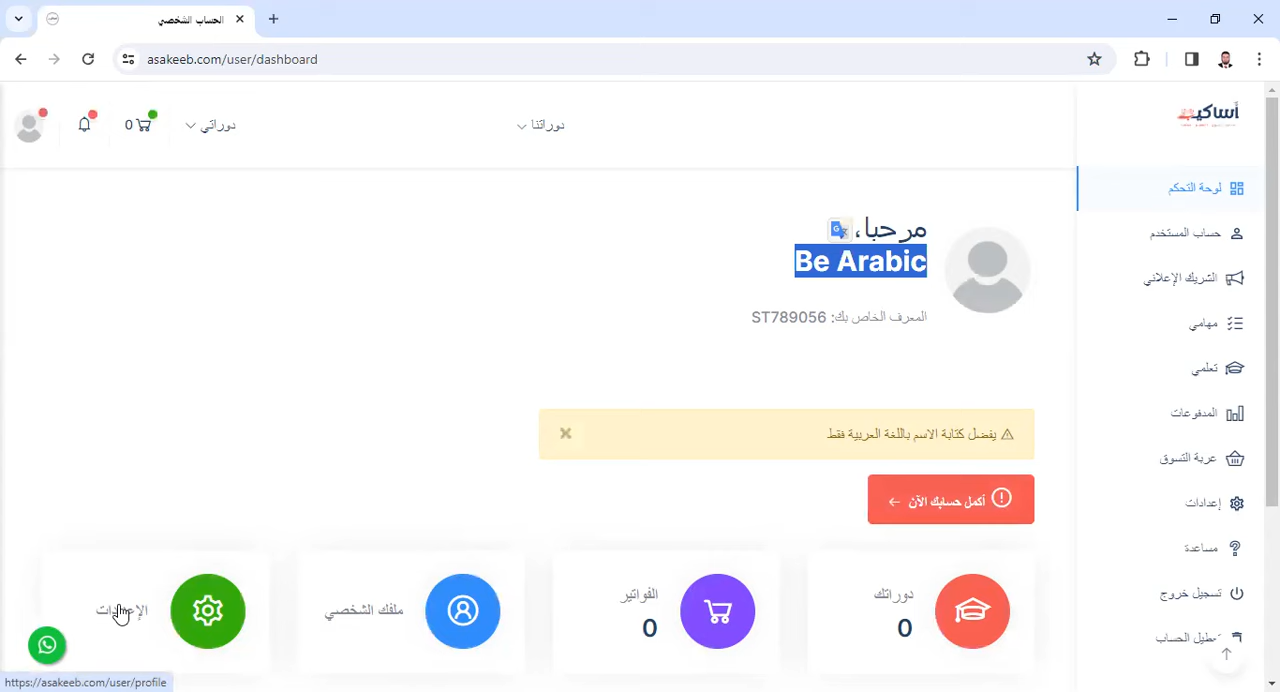 الحساب الشخصي
asakeeb.com/user/dashboard
أساكيب
دوراتنا
دوراتي
0
لوحة التحكم
حساب المستخدم
الشريك الإعلاني
مهامي
تعلمي
المدفوعات
عربة التسوق
إعدادات
مساعدة
تسجيل خروج
مرحبا،
Be Arabic
المعرف الخاص بك: ST789056
يفضل كتابة الاسم باللغة العربية فقط
أكمل حسابك الآن
دوراتك
0
الفواتير
0
ملفك الشخصي
الإعدادات
https://asakeeb.com/user/profile